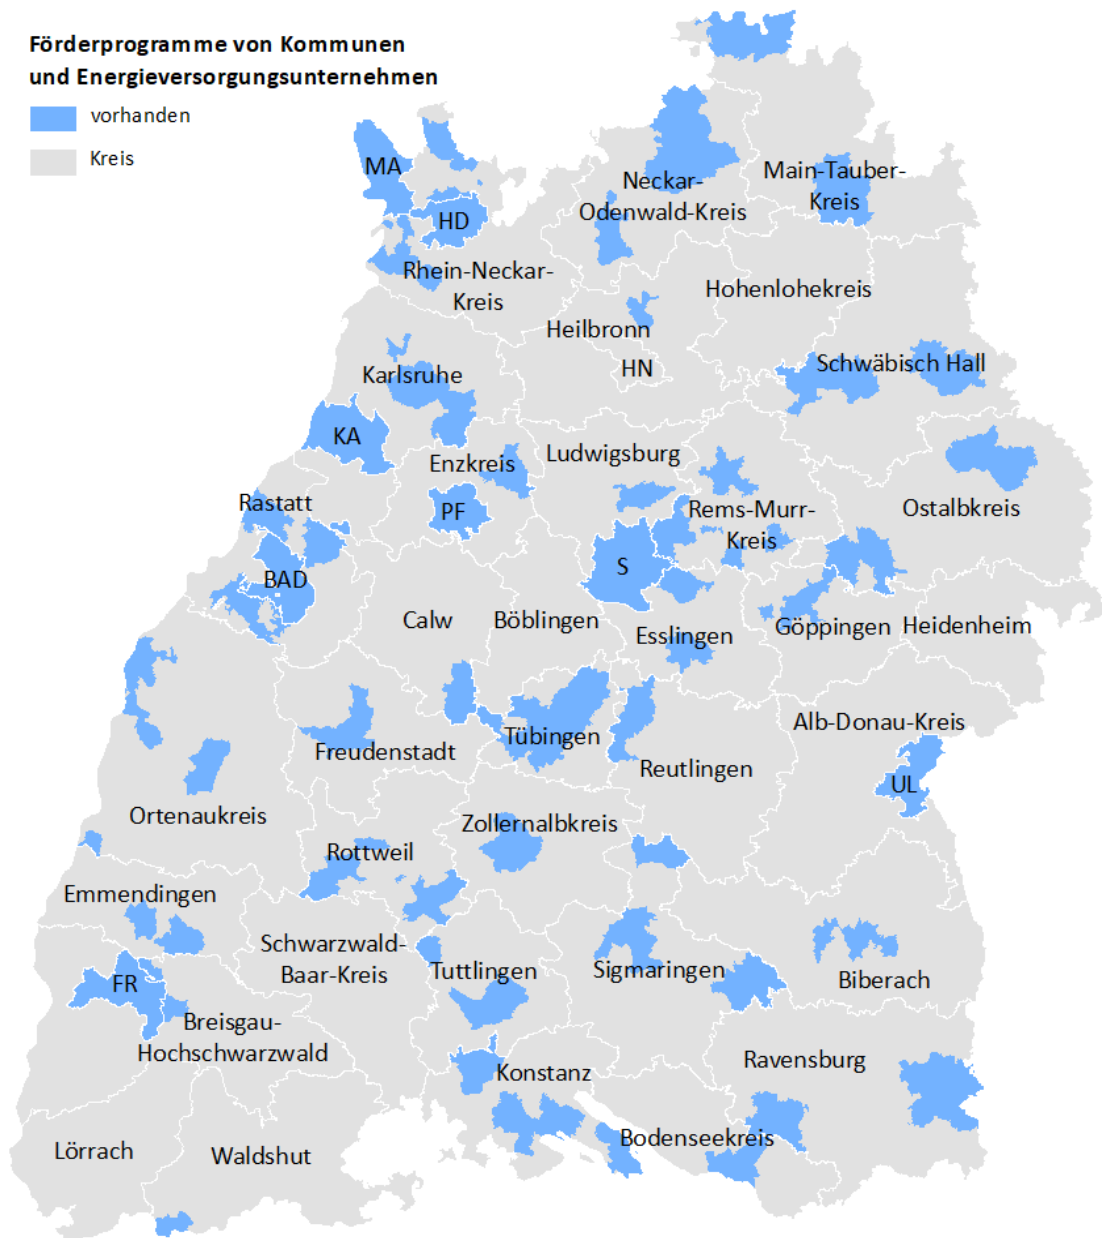 Förderprogramme von Kommunen
und Energieversorgungsunternehmen
vorhanden
Kreis
MA
HD
Neckar-
Odenwald-Kreis
Main-Tauber-
Kreis
Rhein-Neckar-
Kreis
Hohenlohekreis
Heilbronn
HN
Schwäbisch Hall
Karlsruhe
KA
Enzkreis
Ludwigsburg
PF
Rastatt
Rems-Murr-
Kreis
Ostalbkreis
S
BAD
Calw
Böblingen
Esslingen
Göppingen
Heidenheim
Freudenstadt
Tübingen
Reutlingen
Alb-Donau-Kreis
UL
Ortenaukreis
Zollernalbkreis
Rottweil
Emmendingen
Schwarzwald-
Baar-Kreis
Tuttlingen
Sigmaringen
Biberach
FR
Breisgau-
Hochschwarzwald
Konstanz
Ravensburg
Bodenseekreis
Lörrach
Waldshut